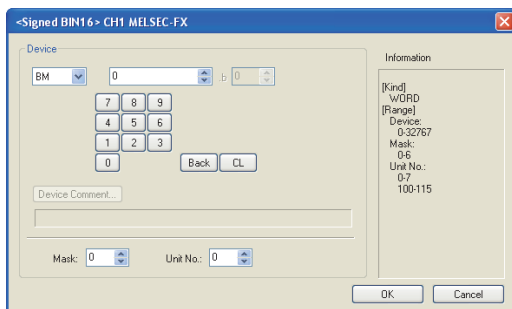 <Signed BIN16> CH1 MELSEC-FX
Device
BM 0 b 0
7 8 9
4 5 6
1 2 3
0 Back CL
Device Comment...
Mask: 0 Unit No.: 0
Information
[Kind]
WORD
[Range]
Device:
0-32767
Mask:
0-6
Unit No.:
0-7
100-115
OK Cancel